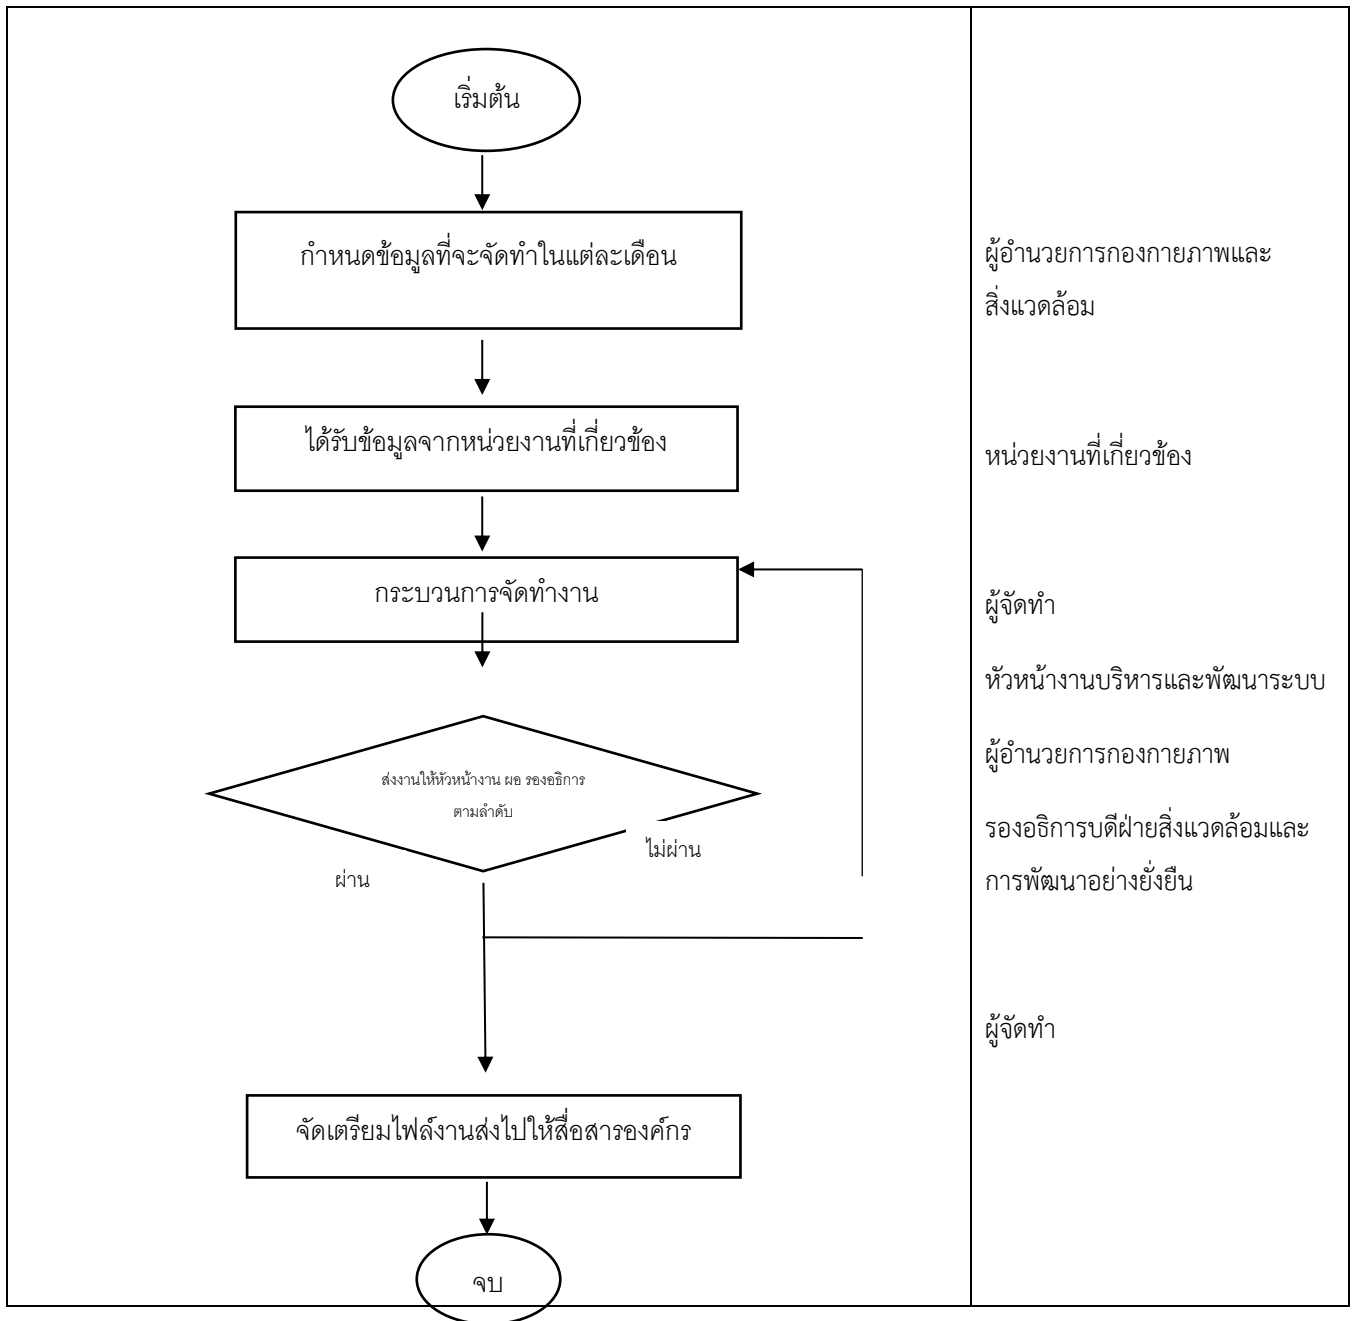 เริ่มต้น
กำหนดข้อมูลที่จะจัดทำในแต่ละเดือน
ผู้อำนวยการกองกายภาพและ
สิ่งแวดล้อม
ได้รับข้อมูลจากหน่วยงานที่เกี่ยวข้อง
หน่วยงานที่เกี่ยวข้อง
กระบวนการจัดทำงาน
ผู้จัดทำ
หัวหน้างานบริหารและพัฒนาระบบ
ผู้อำนวยการกองกายภาพ
ส่งงานให้หัวหน้างาน ผอ รองอธิการ
ตามลำดับ
รองอธิการบดีฝ่ายสิ่งแวดล้อมและ
ไม่ผ่าน
ผ่าน
การพัฒนาอย่างยั่งยืน
ผู้จัดทำ
จัดเตรียมไฟล์งานส่งไปให้สื่อสารองค์กร
จบ